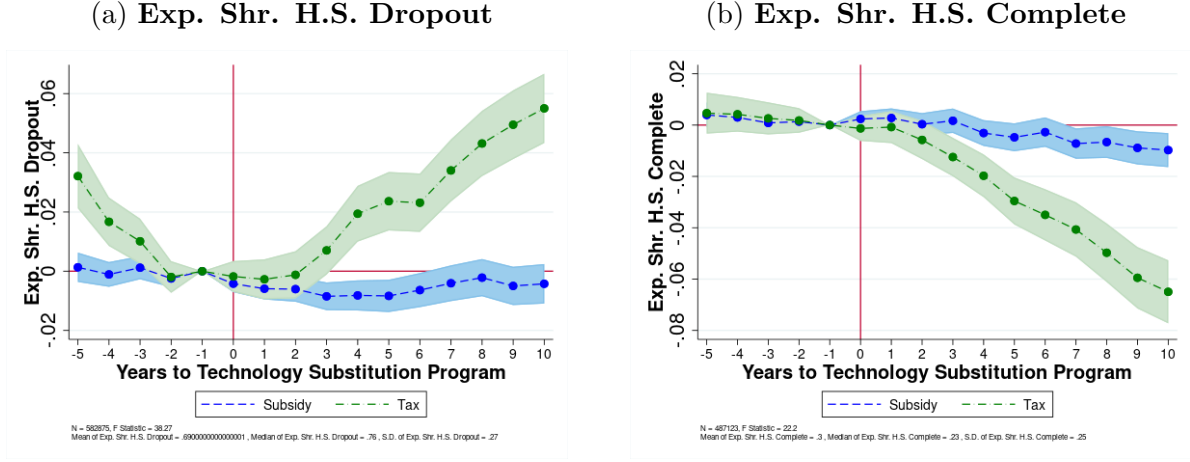 (a) Exp. Shr. H.S. Dropout
Exp. Shr. H.S. Dropout
.06
.04
.02
0
-.02
-5 -4 -3 -2 -1 0 1 2 3 4 5 6 7 8 9 10
Years to Technology Substitution Program
Subsidy Tax
N = 582875, F Statistic = 38.27
Mean of Exp. Shr. H.S. Dropout = .6900000000000001 , Median of Exp. Shr. H.S. Dropout = .76 , S.D. of Exp. Shr. H.S. Dropout = .27
(b) Exp. Shr. H.S. Complete
Exp. Shr. H.S. Complete
.02
0
-.02
-.04
-.06
-.08
-5 -4 -3 -2 -1 0 1 2 3 4 5 6 7 8 9 10
Years to Technology Substitution Program
Subsidy Tax
N = 487123, F Statistic = 22.2
Mean of Exp. Shr. H.S. Complete = .3 , Median of Exp. Shr. H.S. Complete = .23 , S.D. of Exp. Shr. H.S. Complete = .25